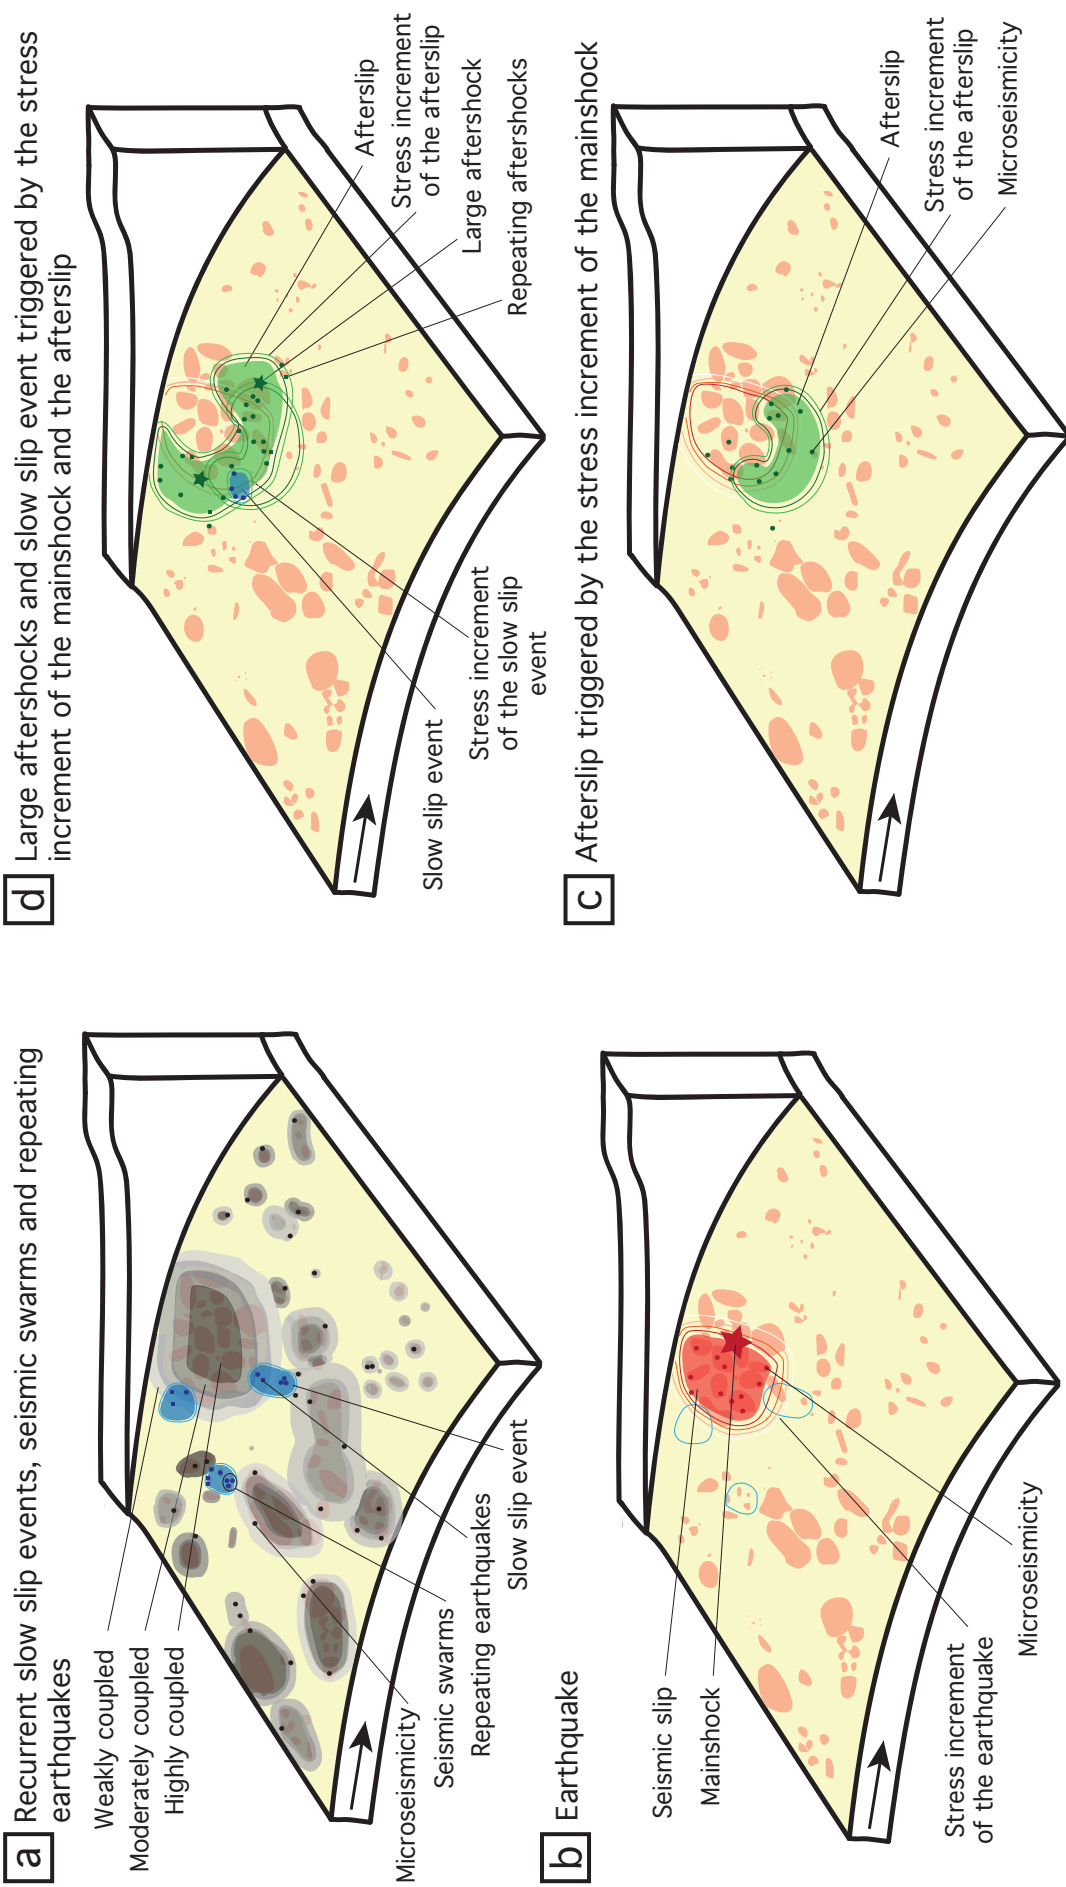 a
Recurrent slow slip events, seismic swarms and repeating
earthquakes
Weakly coupled
Moderately coupled
Highly coupled
Microseismicity
Seismic swarms
Repeating earthquakes
Slow slip event
b
Earthquake
Seismic slip
Mainshock
Stress increment
of the earthquake
Microseismicity
c
Afterslip triggered by the stress increment of the mainshock
Afterslip
Stress increment
of the afterslip
Microseismicity
d
Large aftershocks and slow slip event triggered by the stress
increment of the mainshock and the afterslip
Afterslip
Stress increment
of the afterslip
Large aftershock
Repeating aftershocks
Slow slip event
Stress increment
of the slow slip
event